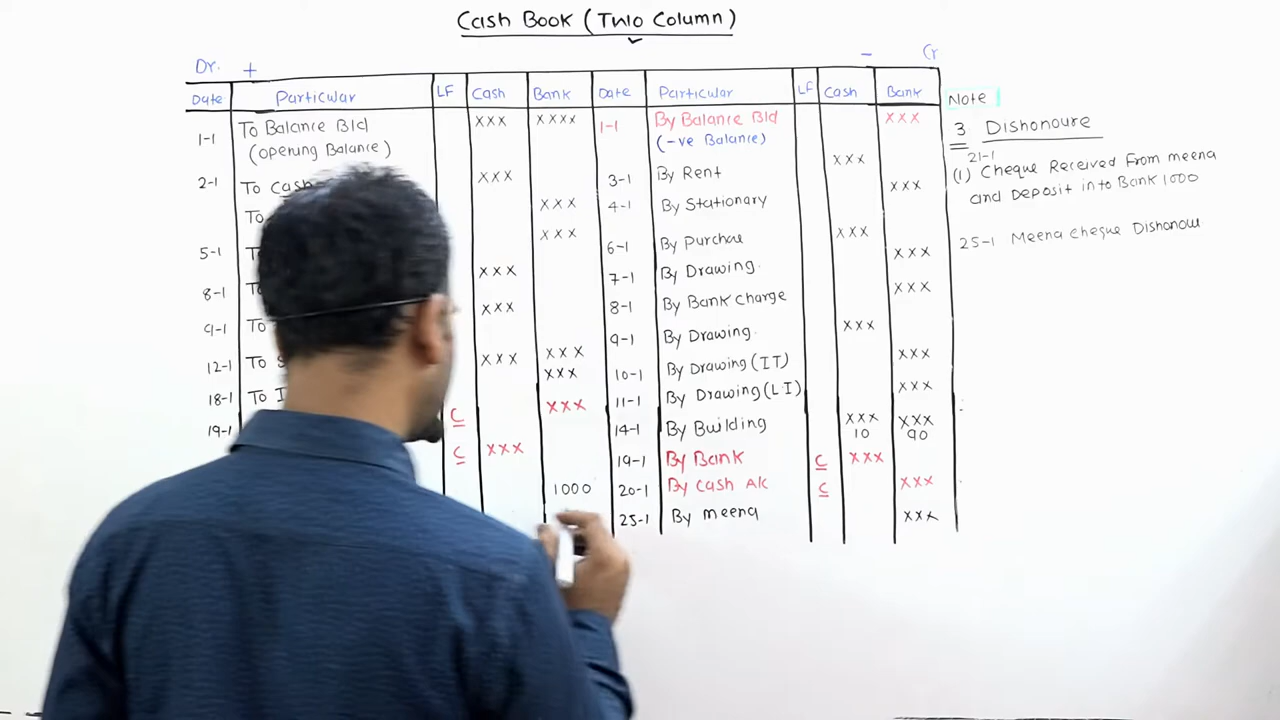 Cash Book (Two Column)
Dr. + - Cr
Date Particular LF Cash Bank Date Particular LF Cash Bank
Note
1-1 To Balance Bld xxx xxxx 1-1 By Balance Bld xxx
(opening Balance) (-ve Balance)
3 Dishonoure
21-1
(1) Cheque Received From meena
and Deposit in to Bank 1000
25-1 Meena cheque Dishonour
2-1 To Cash xxx 3-1 By Rent xxx
To xxx 4-1 By Stationary xxx
5-1 xxx 6-1 By Purchae xxx
7-1 By Drawing. xxx
8-1 xxx 8-1 By Bank charge xxx
9-1 To xxx 9-1 By Drawing. xxx
12-1 To xxx xxx 10-1 By Drawing (IT) xxx
18-1 To xxx 11-1 By Drawing (L.I) xxx
19-1 C xxx 14-1 By Building xxx xxx
10 90
C xxx 19-1 By Bank C xxx
1000 20-1 By Cash A/c C xxx
25-1 By meena xxx